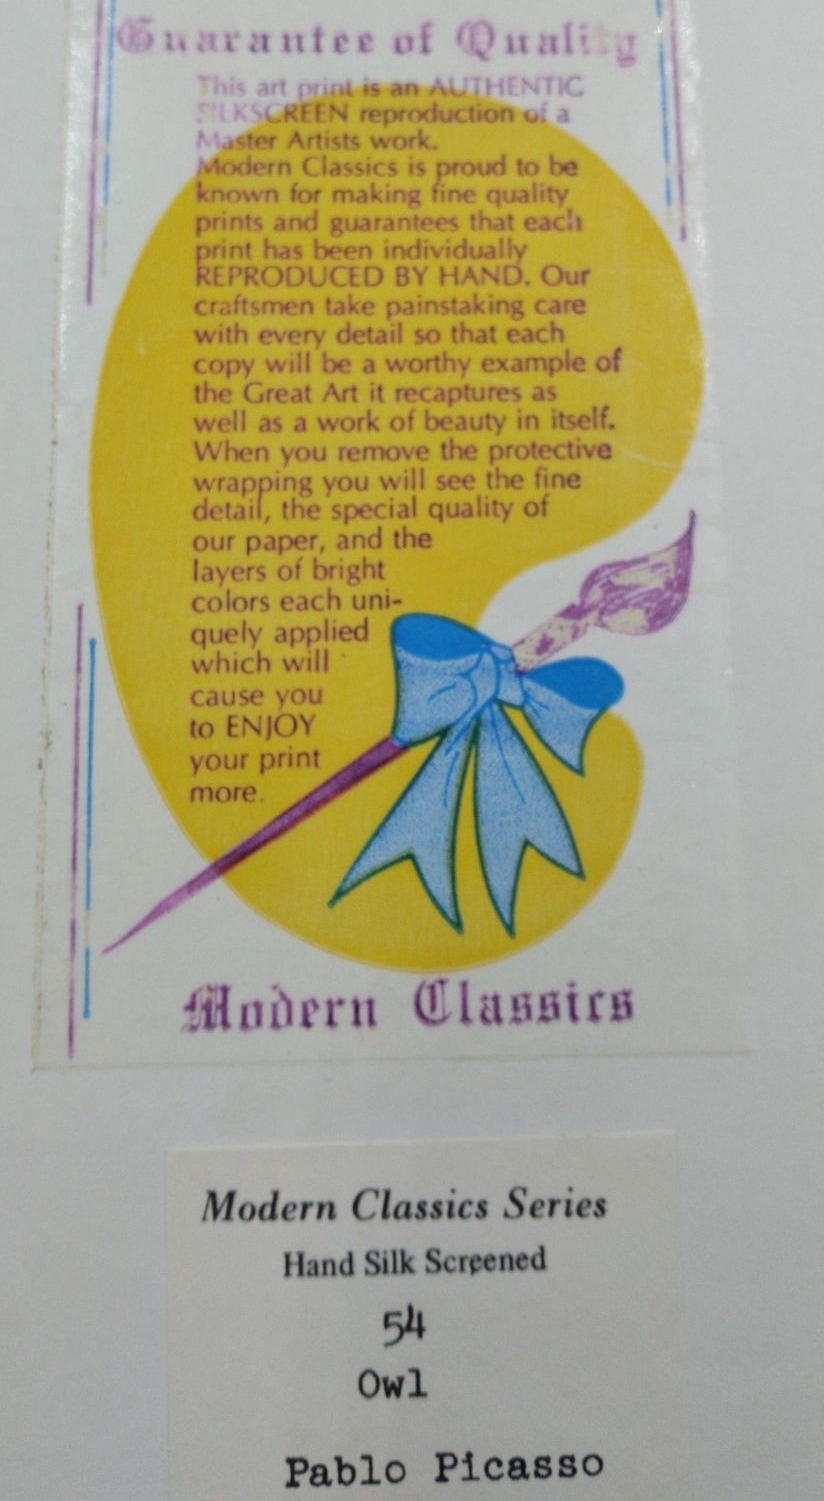 Guarantee of Quality
This art print is an AUTHENTIC
SILKSCREEN reproduction of a
Master Artists work.
Modern Classics is proud to be
known for making fine quality
prints and guarantees that each
print has been individually
REPRODUCED BY HAND. Our
craftsmen take painstaking care
with every detail so that each
copy will be a worthy example of
the Great Art it recaptures as
well as a work of beauty in itself.
When you remove the protective
wrapping you will see the fine
detail, the special quality of
our paper, and the
layers of bright
colors each uni-
quely applied
which will
cause you
to ENJOY
your print
more.
Modern Classics
Modern Classics Series
Hand Silk Screened
54
Owl
Pablo Picasso